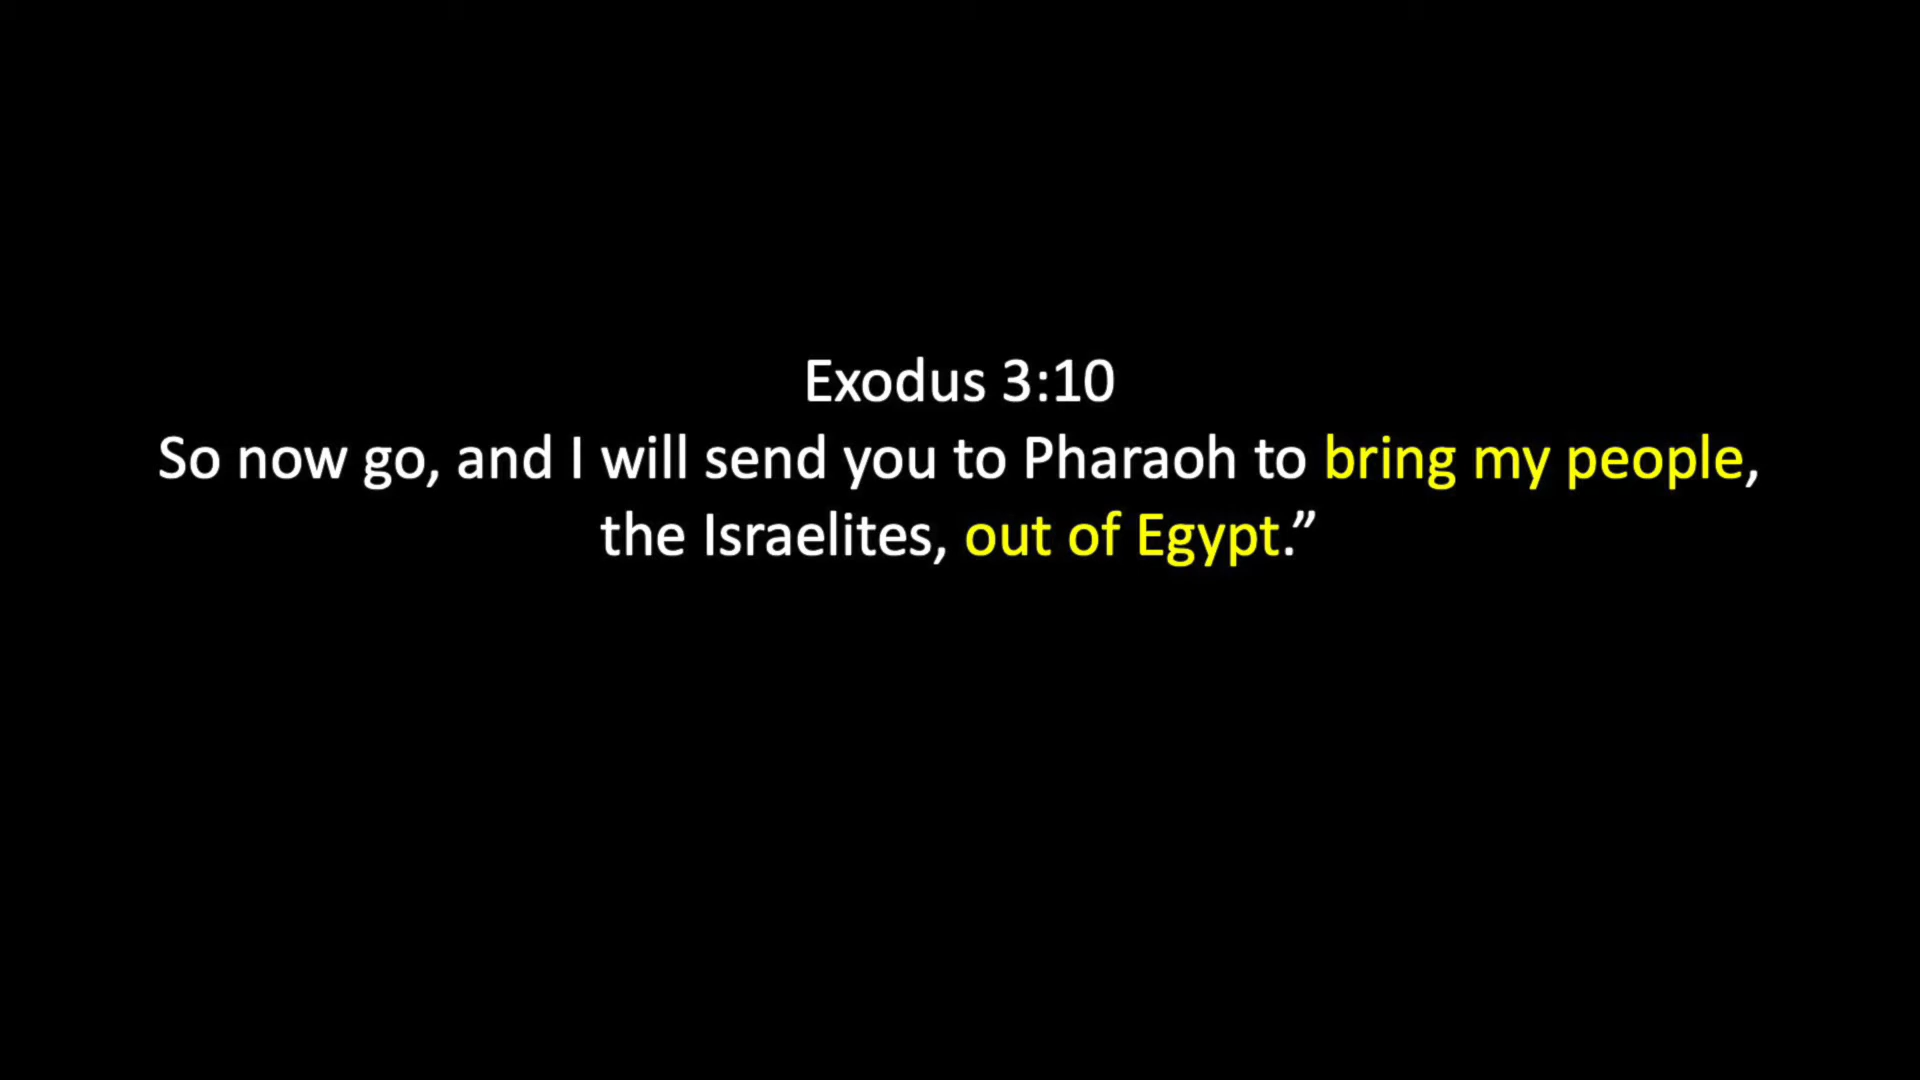 Exodus 3:10
So now go, and I will send you to Pharaoh to bring my people,
the Israelites, out of Egypt.”